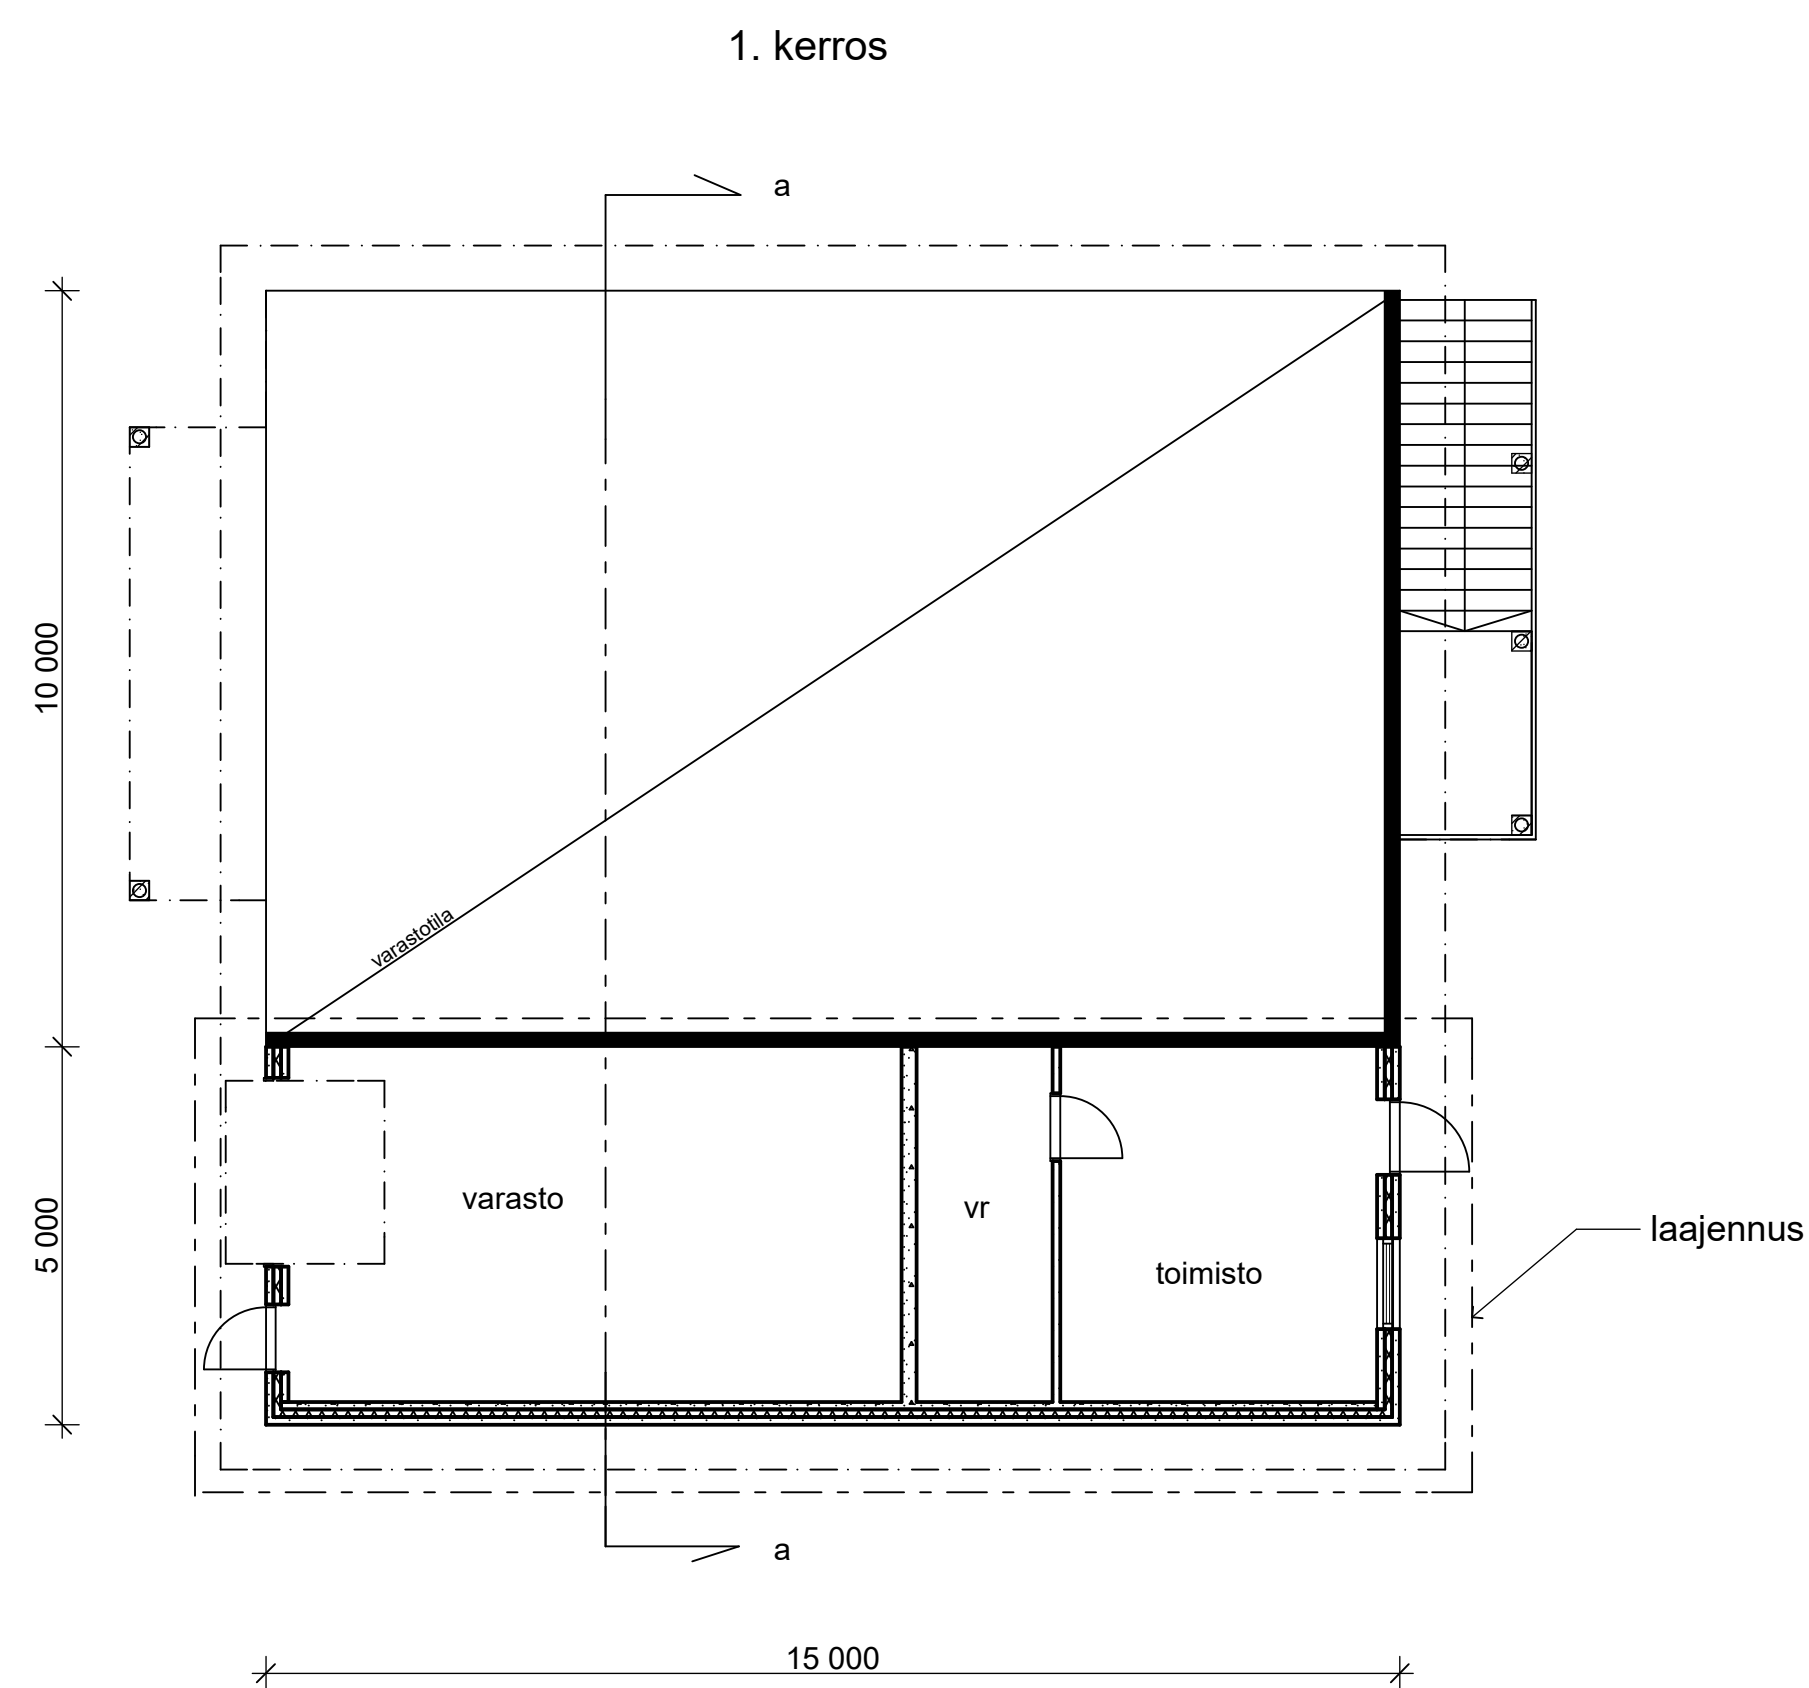 1. kerros
a
10 000
varastotila
varasto
vr
toimisto
5 000
laajennus
a
15 000